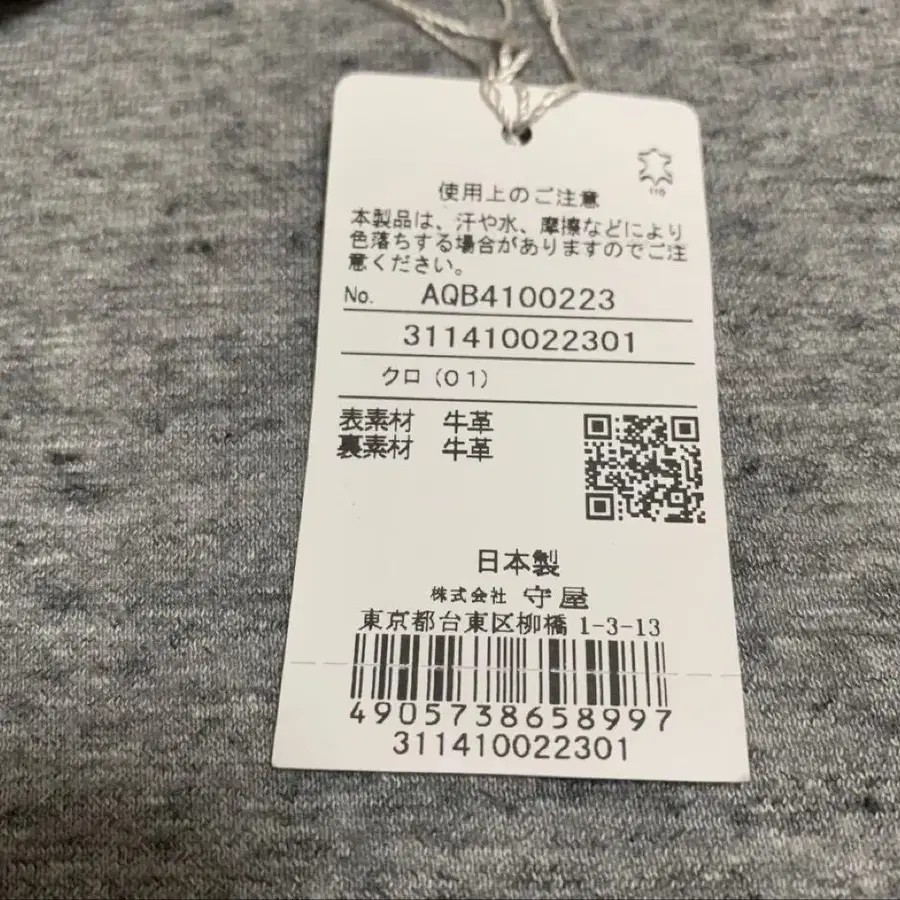 110
使用上のご注意
本製品は、汗や水、摩擦などにより
色落ちする場合がありますのでご注
意ください。
No. AQB4100223
311410022301
クロ(01)
表素材 牛革
裏素材 牛革
日本製
株式会社 守屋
東京都台東区柳橋 1-3-13
4905738658997
311410022301